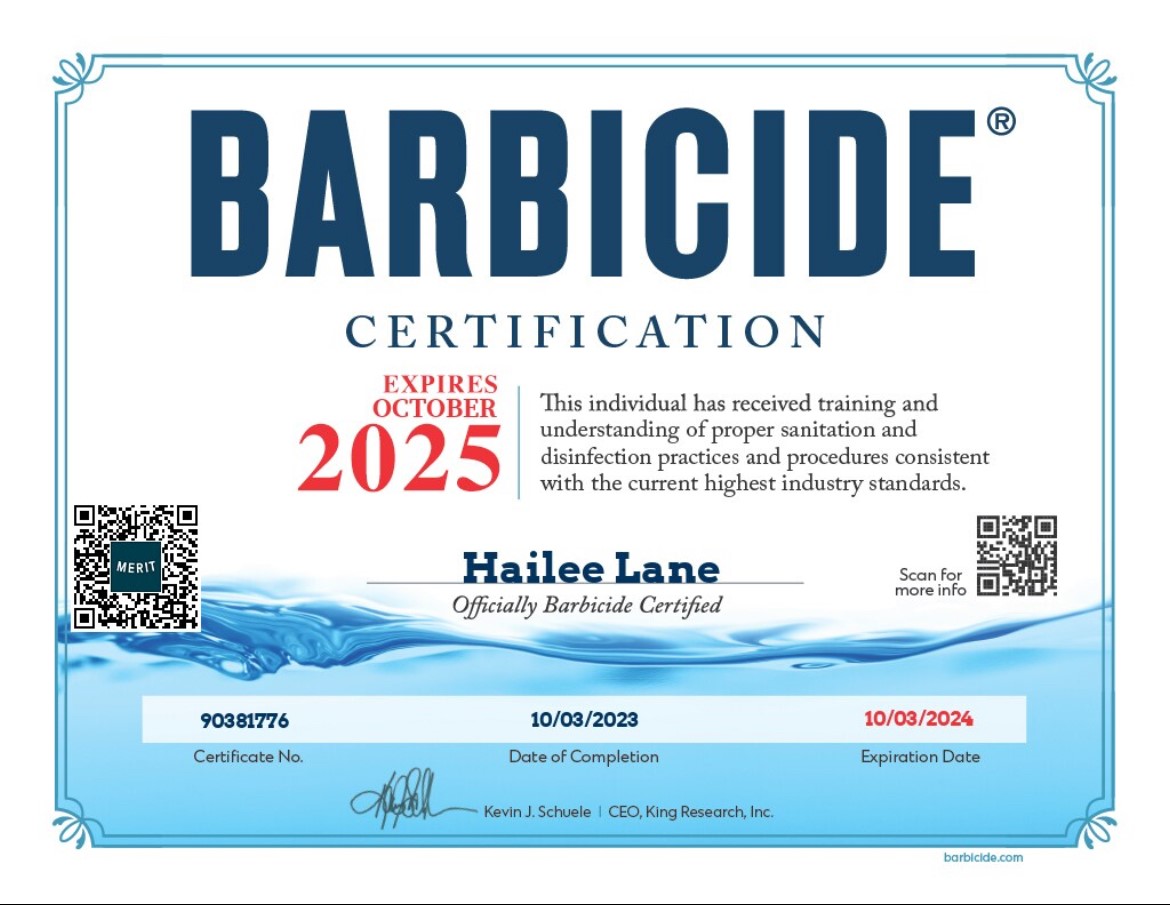 BARBICIDE®
CERTIFICATION
EXPIRES
OCTOBER
2025
This individual has received training and
understanding of proper sanitation and
disinfection practices and procedures consistent
with the current highest industry standards.
MERIT
Hailee Lane
Officially Barbicide Certified
Scan for
more info
90381776 10/03/2023 10/03/2024
Certificate No. Date of Completion Expiration Date
Kevin J. Schuele | CEO, King Research, Inc.
barbicide.com